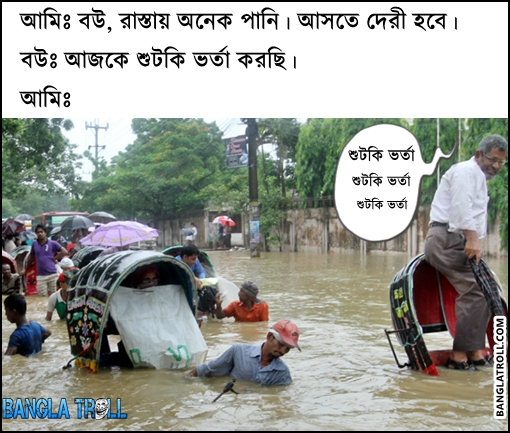 আমিঃ বউ, রাস্তায় অনেক পানি। আসতে দেরী হবে।
বউঃ আজকে শুটকি ভর্তা করছি।
আমিঃ
শুটকি ভর্তা
শুটকি ভর্তা
শুটকি ভর্তা
BANGLA TROLL
BANGLATROLL.COM